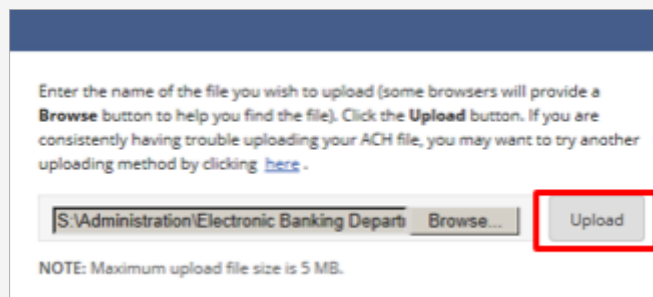 Enter the name of the file you wish to upload (some browsers will provide a
Browse button to help you find the file). Click the Upload button. If you are
consistently having trouble uploading your ACH file, you may want to try another
uploading method by clicking here .
S:\Administration\Electronic Banking Departı Browse... Upload
NOTE: Maximum upload file size is 5 MB.